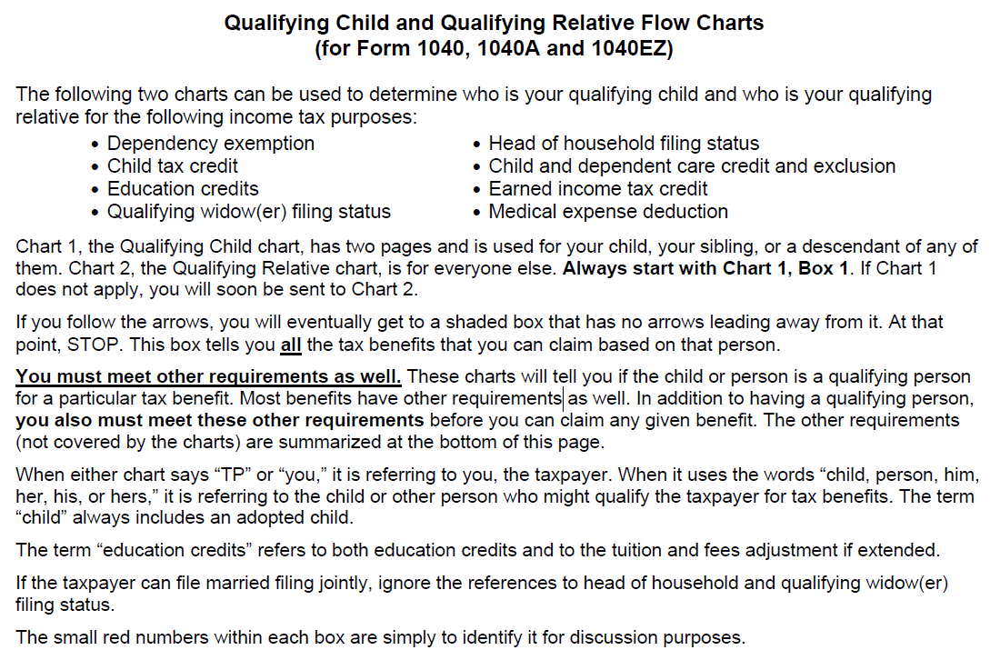 Qualifying Child and Qualifying Relative Flow Charts
(for Form 1040, 1040A and 1040EZ)
The following two charts can be used to determine who is your qualifying child and who is your qualifying
relative for the following income tax purposes:
• Dependency exemption
• Child tax credit
• Education credits
• Qualifying widow(er) filing status
• Head of household filing status
• Child and dependent care credit and exclusion
• Earned income tax credit
• Medical expense deduction
Chart 1, the Qualifying Child chart, has two pages and is used for your child, your sibling, or a descendant of any of
them. Chart 2, the Qualifying Relative chart, is for everyone else. Always start with Chart 1, Box 1. If Chart 1
does not apply, you will soon be sent to Chart 2.
If you follow the arrows, you will eventually get to a shaded box that has no arrows leading away from it. At that
point, STOP. This box tells you all the tax benefits that you can claim based on that person.
You must meet other requirements as well. These charts will tell you if the child or person is a qualifying person
for a particular tax benefit. Most benefits have other requirements as well. In addition to having a qualifying person,
you also must meet these other requirements before you can claim any given benefit. The other requirements
(not covered by the charts) are summarized at the bottom of this page.
When either chart says “TP” or “you,” it is referring to you, the taxpayer. When it uses the words “child, person, him,
her, his, or hers,” it is referring to the child or other person who might qualify the taxpayer for tax benefits. The term
“child” always includes an adopted child.
The term “education credits” refers to both education credits and to the tuition and fees adjustment if extended.
If the taxpayer can file married filing jointly, ignore the references to head of household and qualifying widow(er)
filing status.
The small red numbers within each box are simply to identify it for discussion purposes.